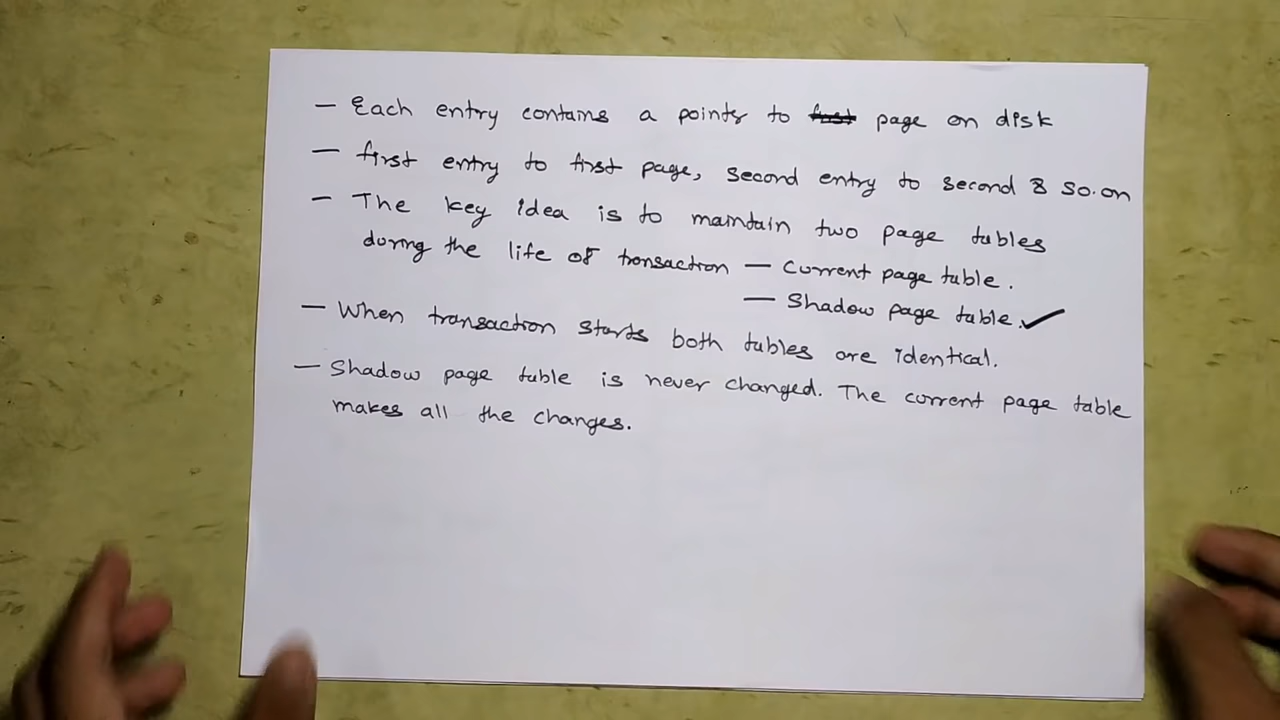 — Each entry contains a points to page on disk
— first entry to first page, second entry to second & so.on
— The key idea is to maintain two page tables
during the life of transaction — Current page table.
— Shadow page table. ✓
— When transaction starts both tables are identical.
— Shadow page table is never changed. The current page table
makes all the changes.